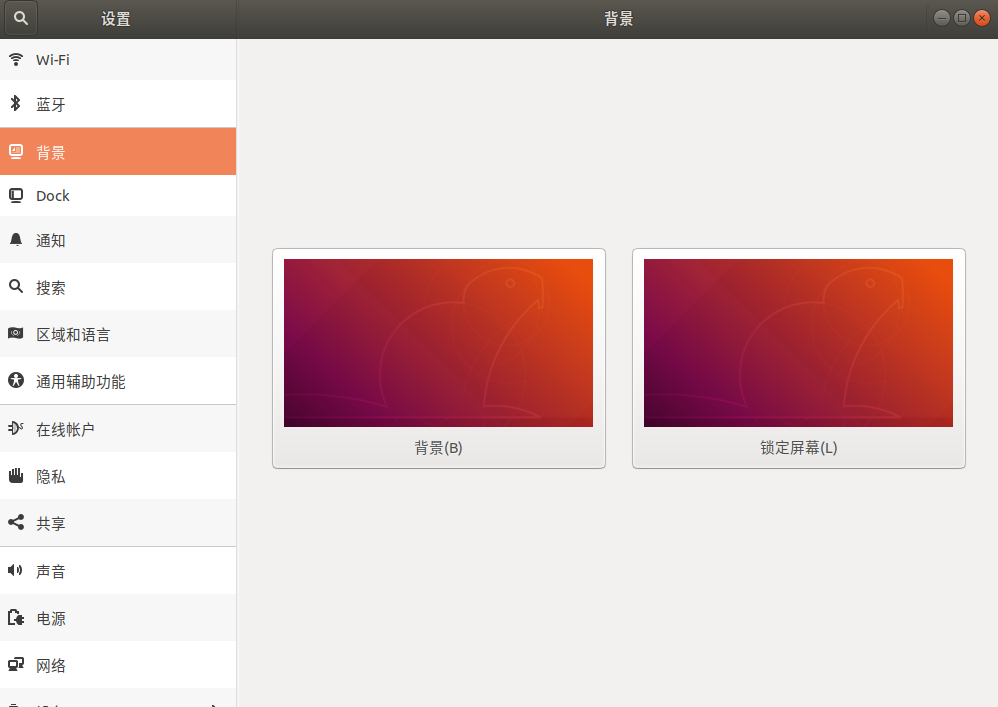 设置
背景
Wi-Fi
蓝牙
背景
Dock
通知
搜索
区域和语言
通用辅助功能
在线帐户
隐私
共享
声音
电源
网络
背景(B)
锁定屏幕(L)